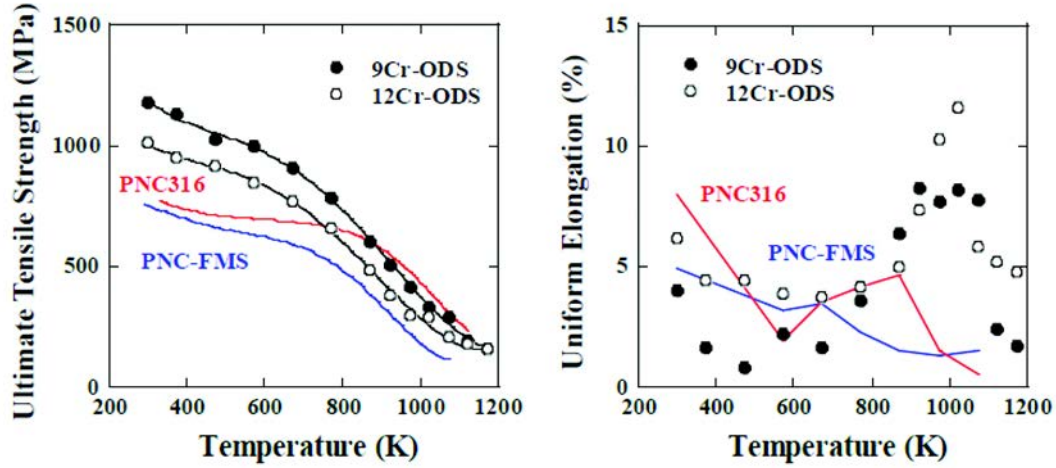 Ultimate Tensile Strength (MPa)
1500
1000
500
0
200 400 600 800 1000 1200
Temperature (K)
9Cr-ODS
12Cr-ODS
PNC316
PNC-FMS
Uniform Elongation (%)
15
10
5
0
200 400 600 800 1000 1200
Temperature (K)
9Cr-ODS
12Cr-ODS
PNC316
PNC-FMS